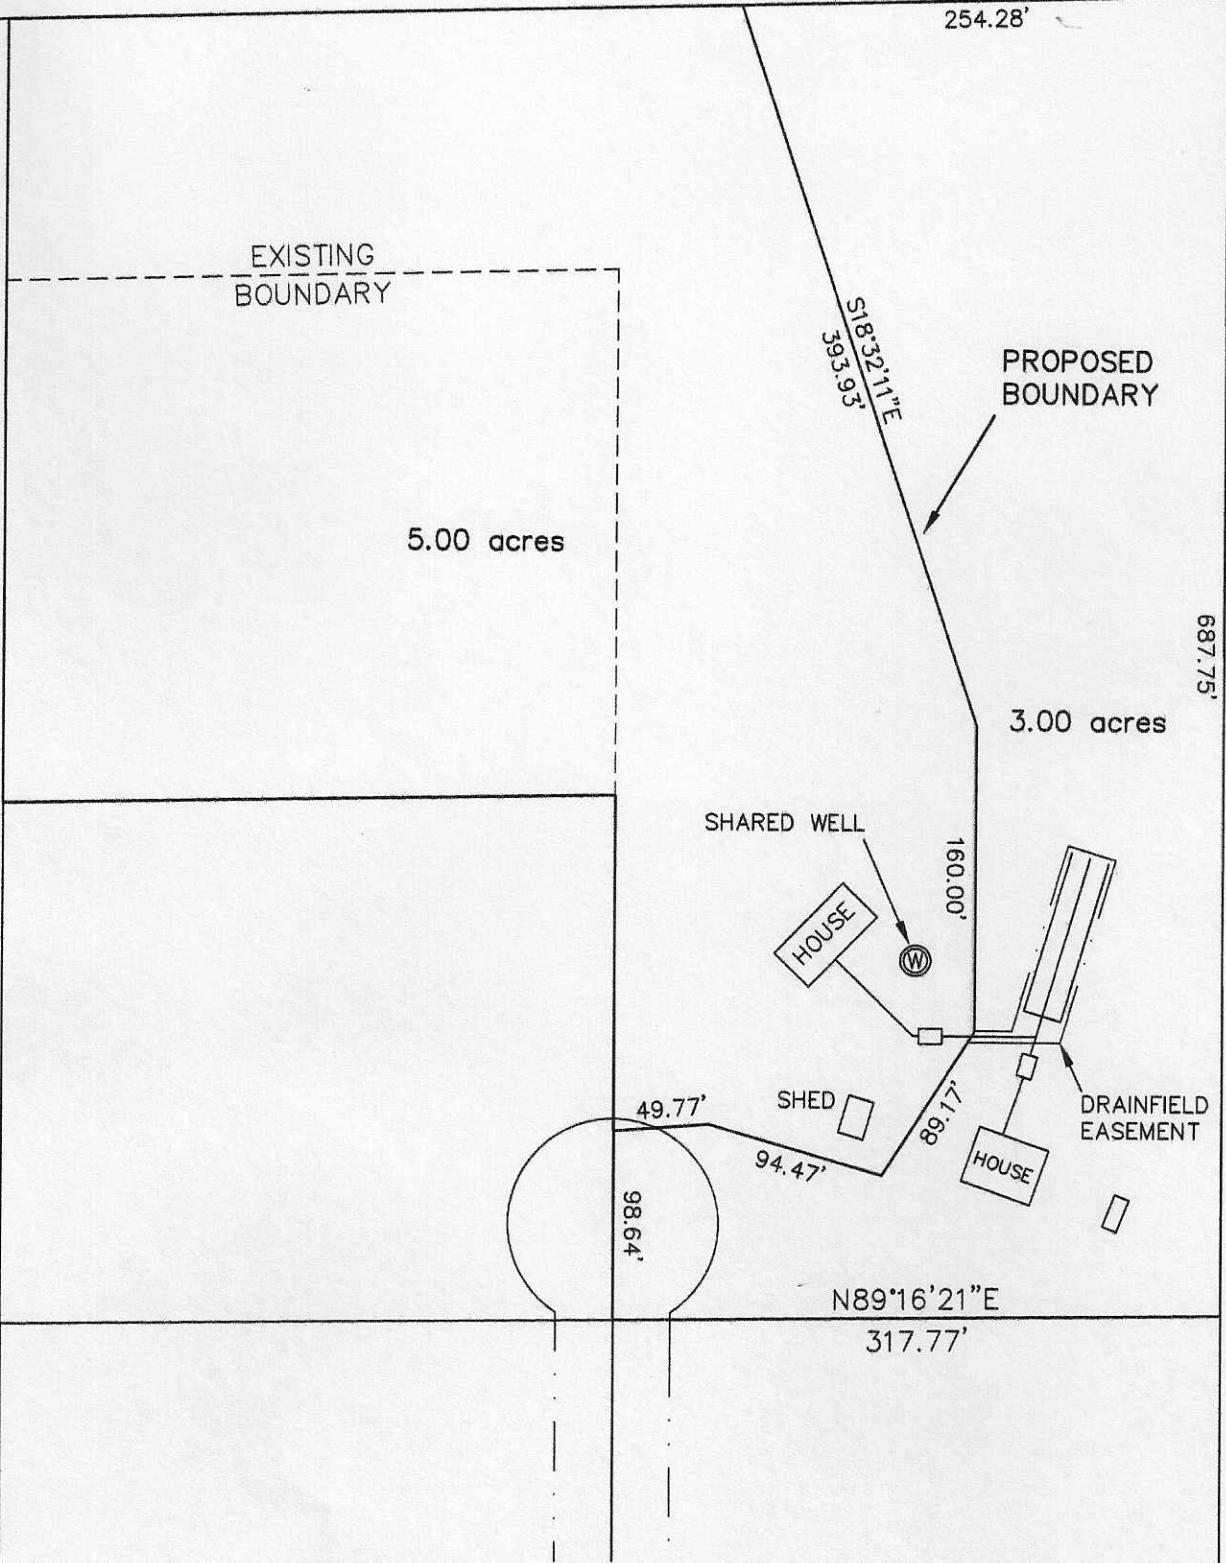 254.28'
EXISTING
BOUNDARY
S18°32'11"E
393.93'
PROPOSED
BOUNDARY
5.00 acres
687.75'
3.00 acres
SHARED WELL
160.00'
HOUSE
W
49.77'
SHED
89.17'
DRAINFIELD
EASEMENT
94.47'
HOUSE
98.64'
N89°16'21"E
317.77'